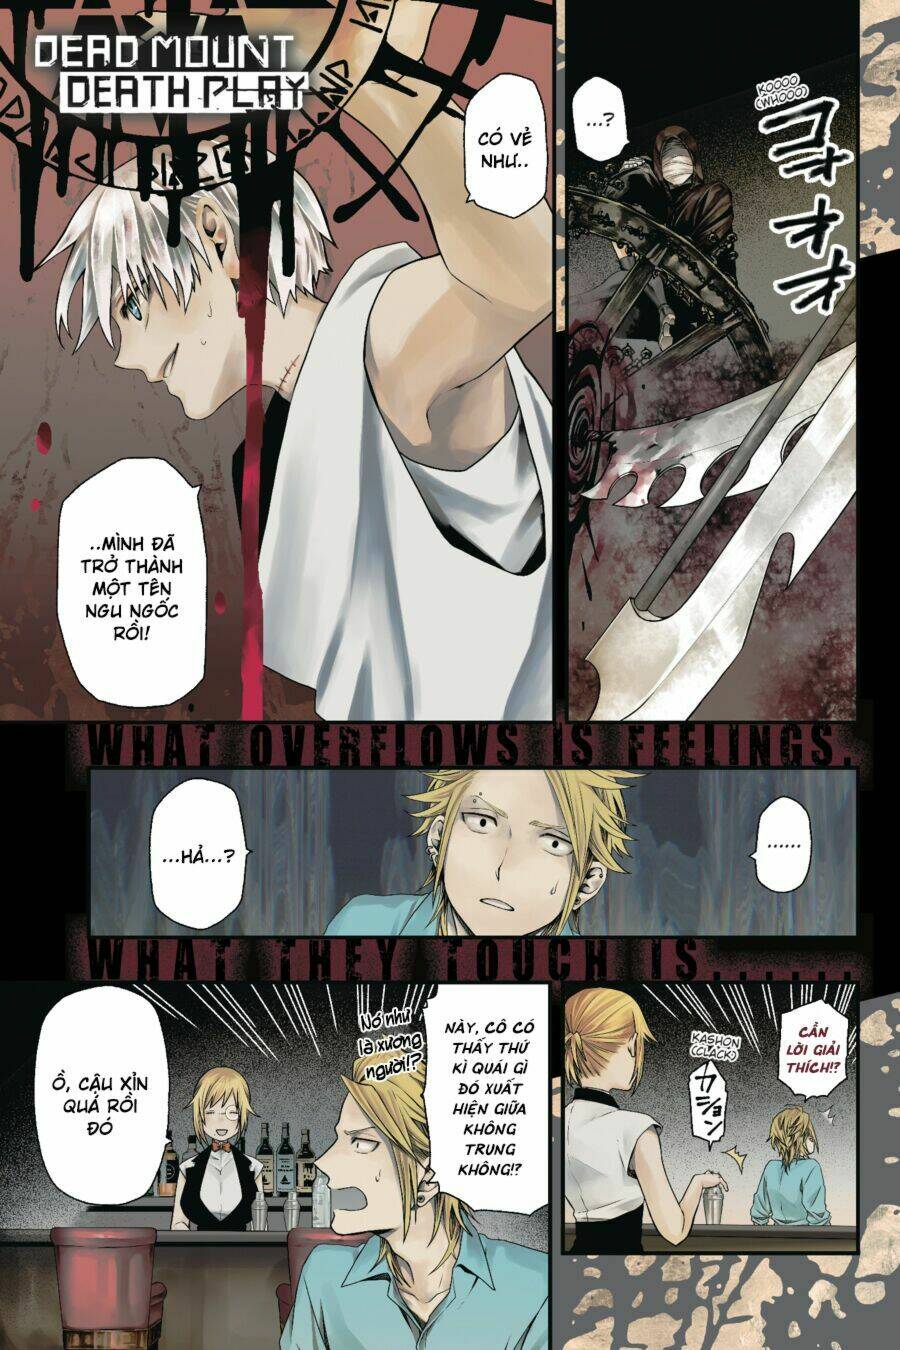 DEAD MOUNT
DEATH PLAY
KOOOO
(WHOOO)
コォオオオ
...?
CÓ VẺ
NHƯ..
..MÌNH ĐÃ
TRỞ THÀNH
MỘT TÊN
NGU NGỐC
RỒI!
WHAT OVERFLOWS IS FEELINGS.
......
...HẢ...?
WHAT THEY TOUCH IS......
CẦN
LỜI GIẢI
THÍCH!?
KASHON
(CLACK)
カション
NÀY, CÔ CÓ
THẤY THỨ
KÌ QUÁI GÌ
ĐÓ XUẤT
HIỆN GIỮA
KHÔNG
TRUNG
KHÔNG!?
Nó như
là xương
người!?
Ồ, CẬU XỈN
QUÁ RỒI
ĐÓ